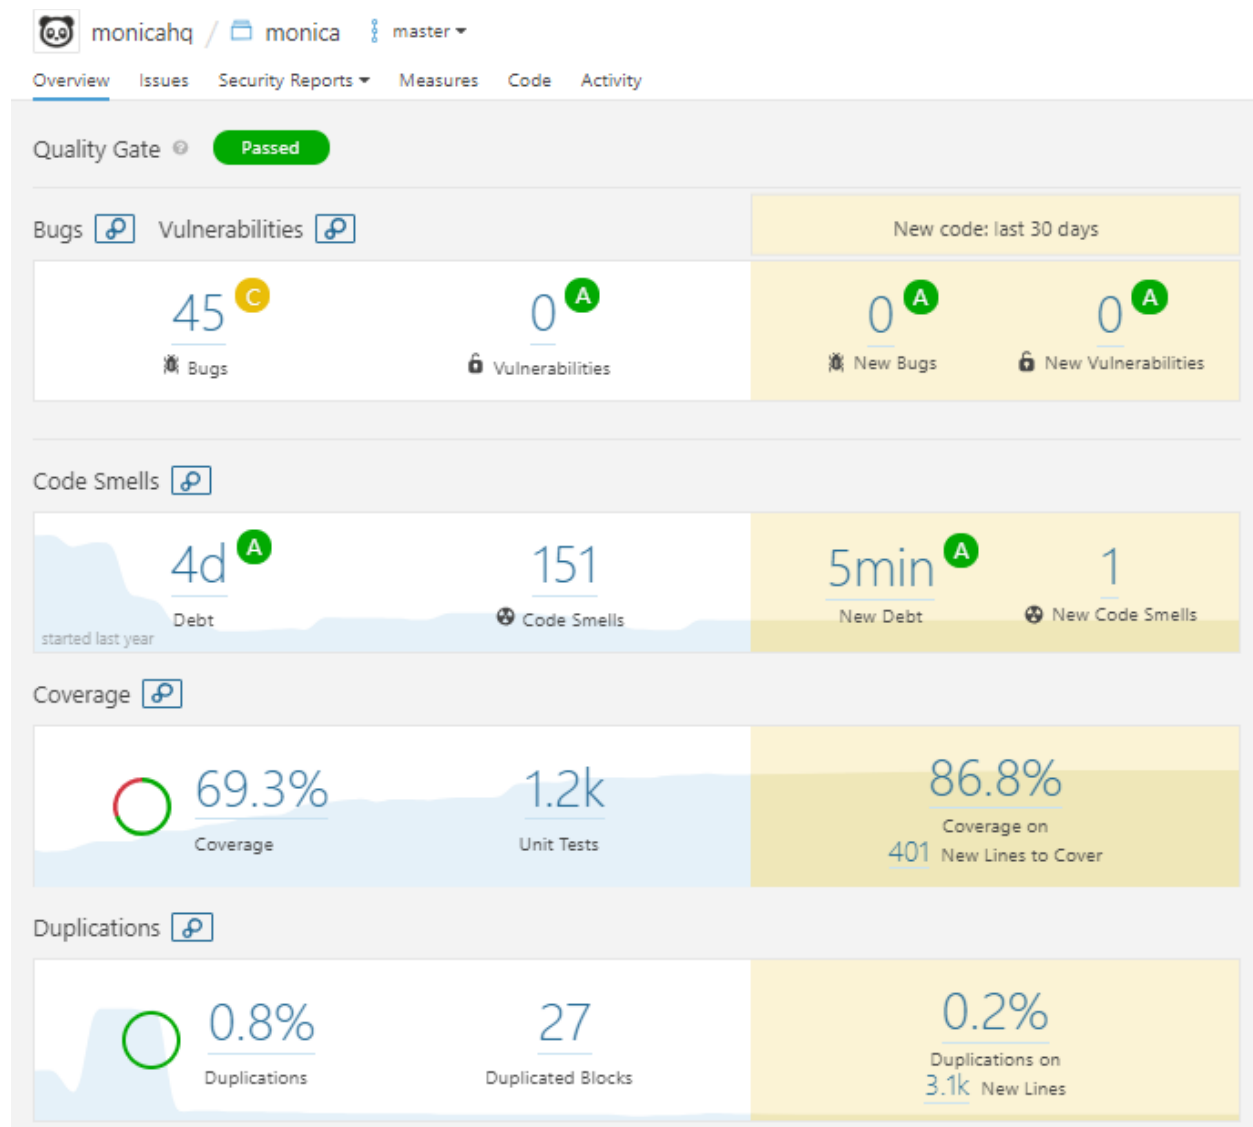 monicahq / monica master
Overview Issues Security Reports Measures Code Activity
Quality Gate ? Passed
Bugs Vulnerabilities
New code: last 30 days
45 C
Bugs
0 A
Vulnerabilities
0 A
New Bugs
0 A
New Vulnerabilities
Code Smells
4d A
Debt
started last year
151
Code Smells
5min A
New Debt
1
New Code Smells
Coverage
69.3%
Coverage
1.2k
Unit Tests
86.8%
Coverage on
401 New Lines to Cover
Duplications
0.8%
Duplications
27
Duplicated Blocks
0.2%
Duplications on
3.1k New Lines